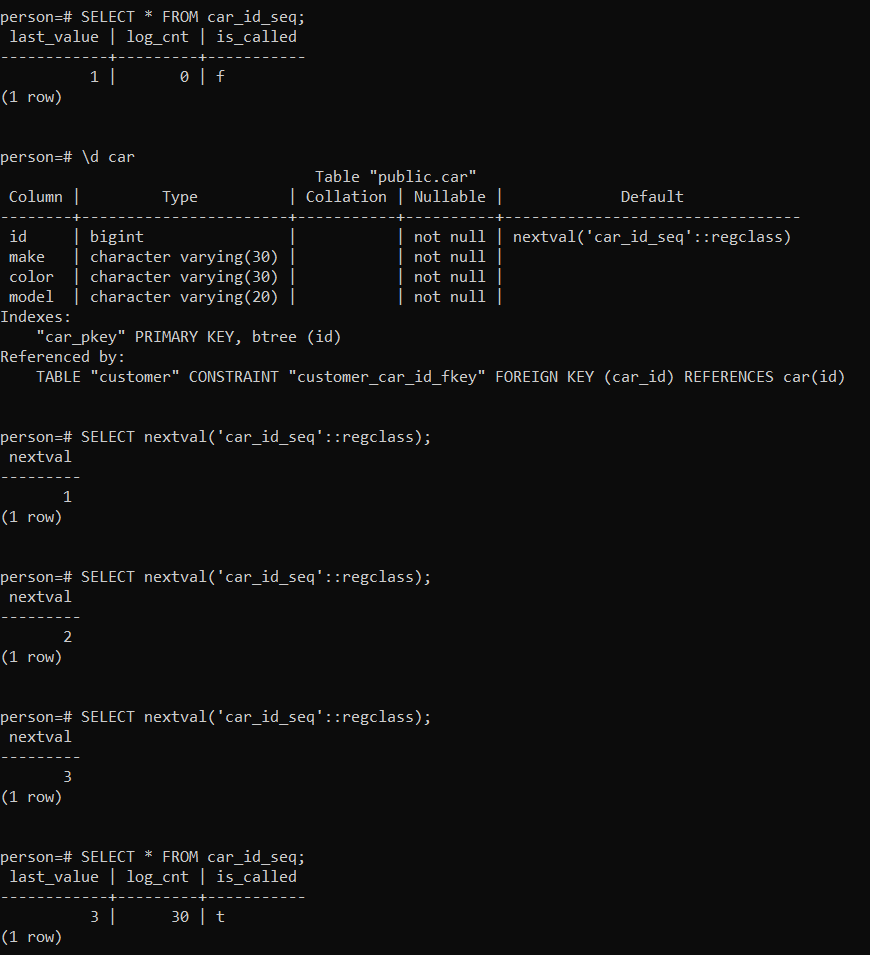 person=# SELECT * FROM car_id_seq;
 last_value | log_cnt | is_called
------------+---------+-----------
          1 |       0 | f
(1 row)


person=# \d car
                                   Table "public.car"
 Column |         Type          | Collation | Nullable |             Default
--------+-----------------------+-----------+----------+---------------------------------
 id     | bigint                |           | not null | nextval('car_id_seq'::regclass)
 make   | character varying(30) |           | not null |
 color  | character varying(30) |           | not null |
 model  | character varying(20) |           | not null |
Indexes:
    "car_pkey" PRIMARY KEY, btree (id)
Referenced by:
    TABLE "customer" CONSTRAINT "customer_car_id_fkey" FOREIGN KEY (car_id) REFERENCES car(id)


person=# SELECT nextval('car_id_seq'::regclass);
 nextval
---------
       1
(1 row)


person=# SELECT nextval('car_id_seq'::regclass);
 nextval
---------
       2
(1 row)


person=# SELECT nextval('car_id_seq'::regclass);
 nextval
---------
       3
(1 row)


person=# SELECT * FROM car_id_seq;
 last_value | log_cnt | is_called
------------+---------+-----------
          3 |      30 | t
(1 row)